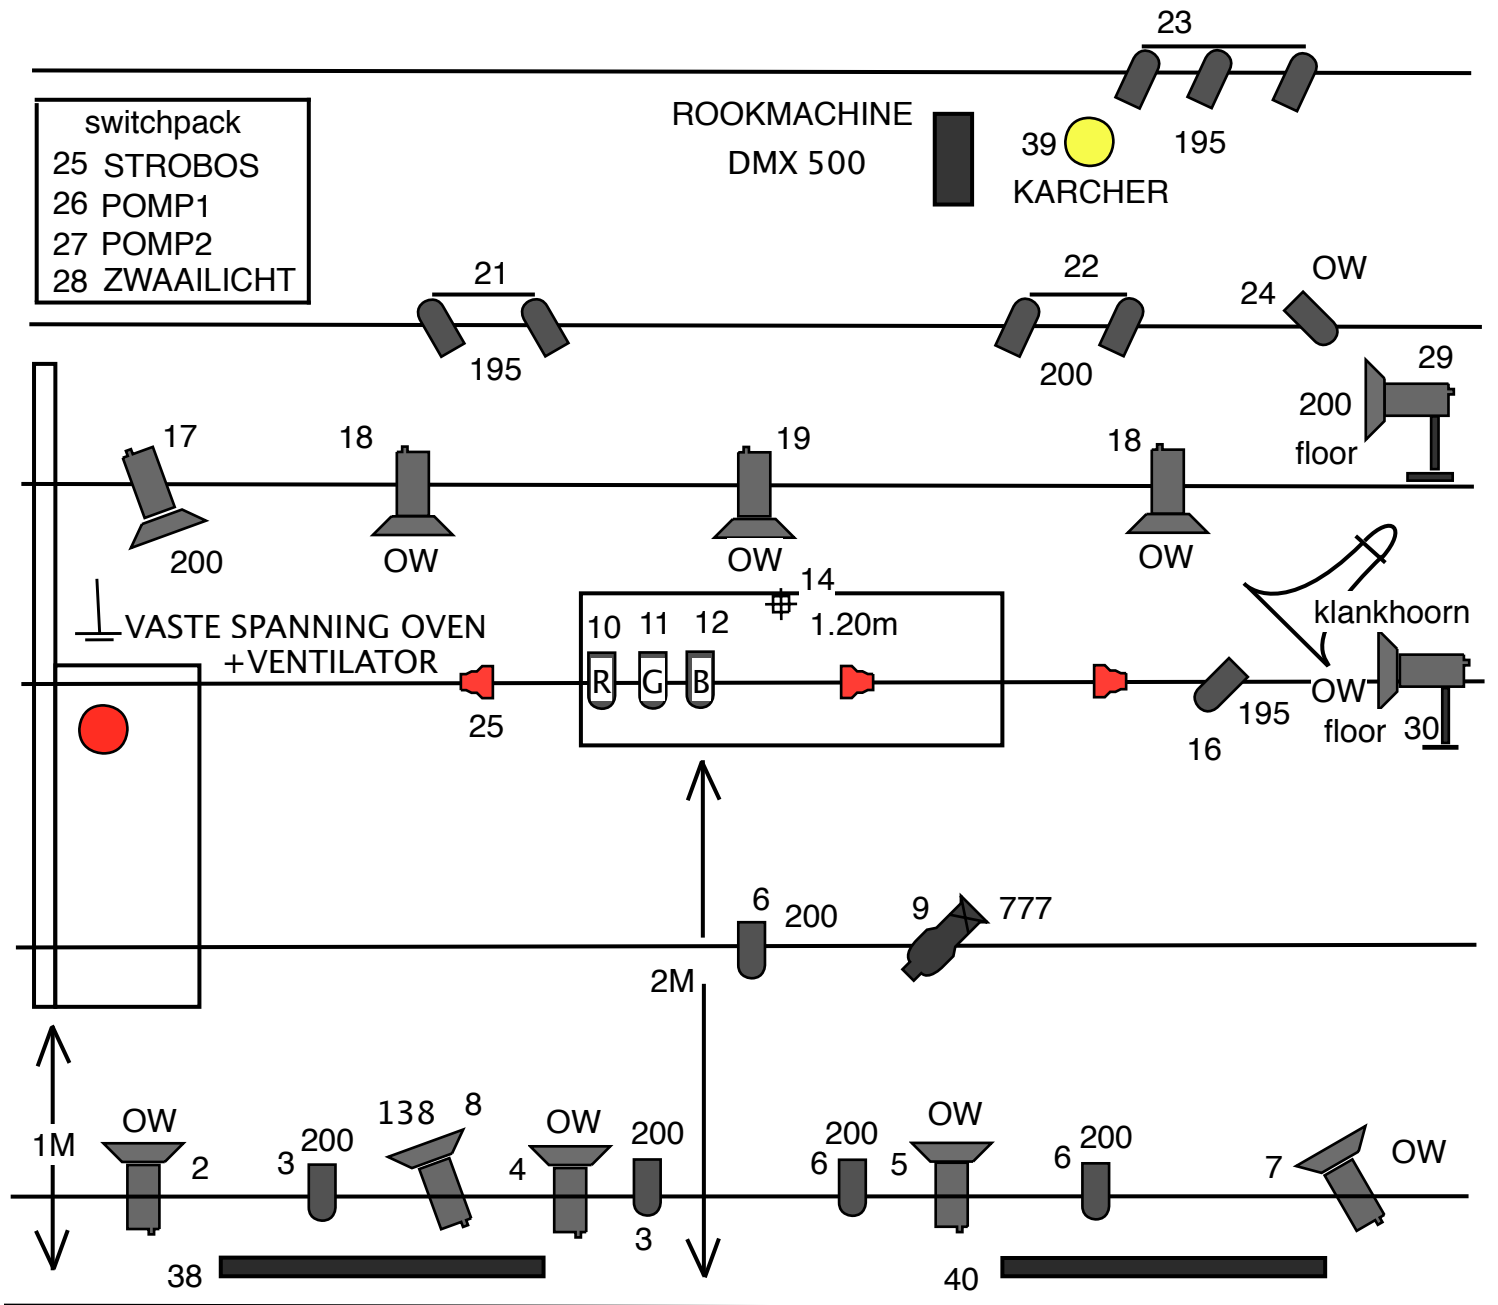 23
switchpack
25 STROBOS
26 POMP1
27 POMP2
28 ZWAAILICHT
ROOKMACHINE
DMX 500
39
KARCHER
195
21
195
22
200
24
OW
29
200
floor
17
200
18
OW
19
OW
18
OW
VASTE SPANNING OVEN
+VENTILATOR
25
10
11
12
14
1.20m
R
G
B
klankhoorn
16
195
OW
floor
30
6
200
9
777
2M
1M
OW
2
3
200
138
8
OW
4
200
3
200
6
5
OW
6
200
7
OW
38
40